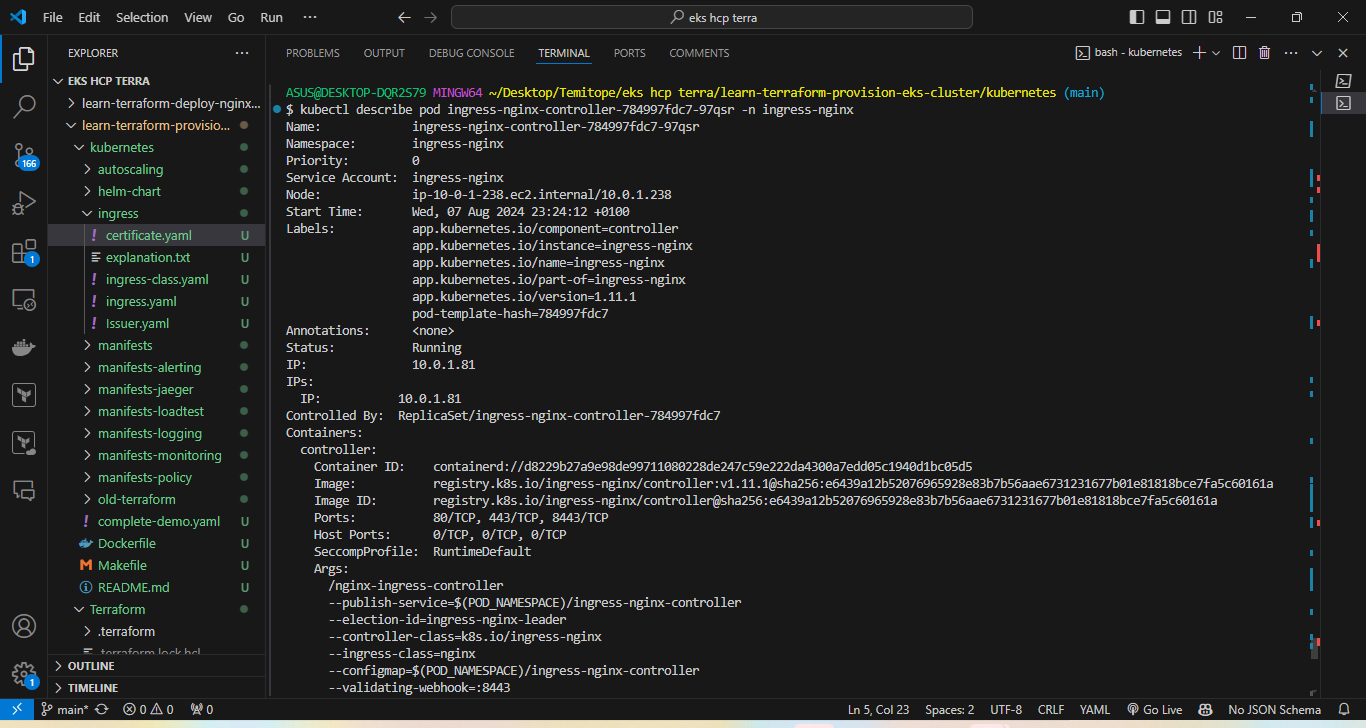 File Edit Selection View Go Run ··· eks hcp terra
EXPLORER ···
EKS HCP TERRA
learn-terraform-deploy-nginx...
learn-terraform-provisio...
kubernetes
autoscaling
helm-chart
ingress
! certificate.yaml U
explanation.txt U
! ingress-class.yaml U
! ingress.yaml U
! Issuer.yaml U
manifests
manifests-alerting
manifests-jaeger
manifests-loadtest
manifests-logging
manifests-monitoring
manifests-policy
old-terraform
! complete-demo.yaml U
Dockerfile U
Makefile U
README.md U
Terraform
.terraform
.terraform.lock.hcl
OUTLINE
TIMELINE
166
1
1
PROBLEMS OUTPUT DEBUG CONSOLE TERMINAL PORTS COMMENTS bash - kubernetes
ASUS@DESKTOP-DQR2S79 MINGW64 ~/Desktop/Temitope/eks hcp terra/learn-terraform-provision-eks-cluster/kubernetes (main)
$ kubectl describe pod ingress-nginx-controller-784997fdc7-97qsr -n ingress-nginx
Name: ingress-nginx-controller-784997fdc7-97qsr
Namespace: ingress-nginx
Priority: 0
Service Account: ingress-nginx
Node: ip-10-0-1-238.ec2.internal/10.0.1.238
Start Time: Wed, 07 Aug 2024 23:24:12 +0100
Labels: app.kubernetes.io/component=controller
app.kubernetes.io/instance=ingress-nginx
app.kubernetes.io/name=ingress-nginx
app.kubernetes.io/part-of=ingress-nginx
app.kubernetes.io/version=1.11.1
pod-template-hash=784997fdc7
Annotations: <none>
Status: Running
IP: 10.0.1.81
IPs:
IP: 10.0.1.81
Controlled By: ReplicaSet/ingress-nginx-controller-784997fdc7
Containers:
controller:
Container ID: containerd://d8229b27a9e98de99711080228de247c59e222da4300a7edd05c1940d1bc05d5
Image: registry.k8s.io/ingress-nginx/controller:v1.11.1@sha256:e6439a12b52076965928e83b7b56aae6731231677b01e81818bce7fa5c60161a
Image ID: registry.k8s.io/ingress-nginx/controller@sha256:e6439a12b52076965928e83b7b56aae6731231677b01e81818bce7fa5c60161a
Ports: 80/TCP, 443/TCP, 8443/TCP
Host Ports: 0/TCP, 0/TCP, 0/TCP
SeccompProfile: RuntimeDefault
Args:
/nginx-ingress-controller
--publish-service=$(POD_NAMESPACE)/ingress-nginx-controller
--election-id=ingress-nginx-leader
--controller-class=k8s.io/ingress-nginx
--ingress-class=nginx
--configmap=$(POD_NAMESPACE)/ingress-nginx-controller
--validating-webhook=:8443
main* 0 0 0 Ln 5, Col 23 Spaces: 2 UTF-8 CRLF YAML Go Live No JSON Schema